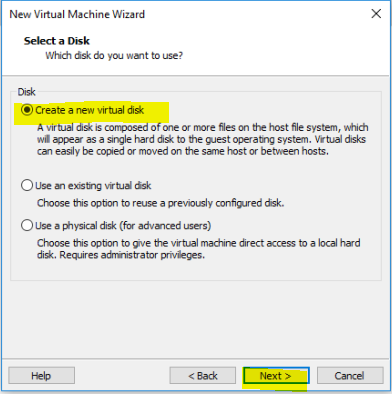 New Virtual Machine Wizard
Select a Disk
Which disk do you want to use?
Disk
Create a new virtual disk
A virtual disk is composed of one or more files on the host file system, which
will appear as a single hard disk to the guest operating system. Virtual disks
can easily be copied or moved on the same host or between hosts.
Use an existing virtual disk
Choose this option to reuse a previously configured disk.
Use a physical disk (for advanced users)
Choose this option to give the virtual machine direct access to a local hard
disk. Requires administrator privileges.
Help
< Back
Next >
Cancel